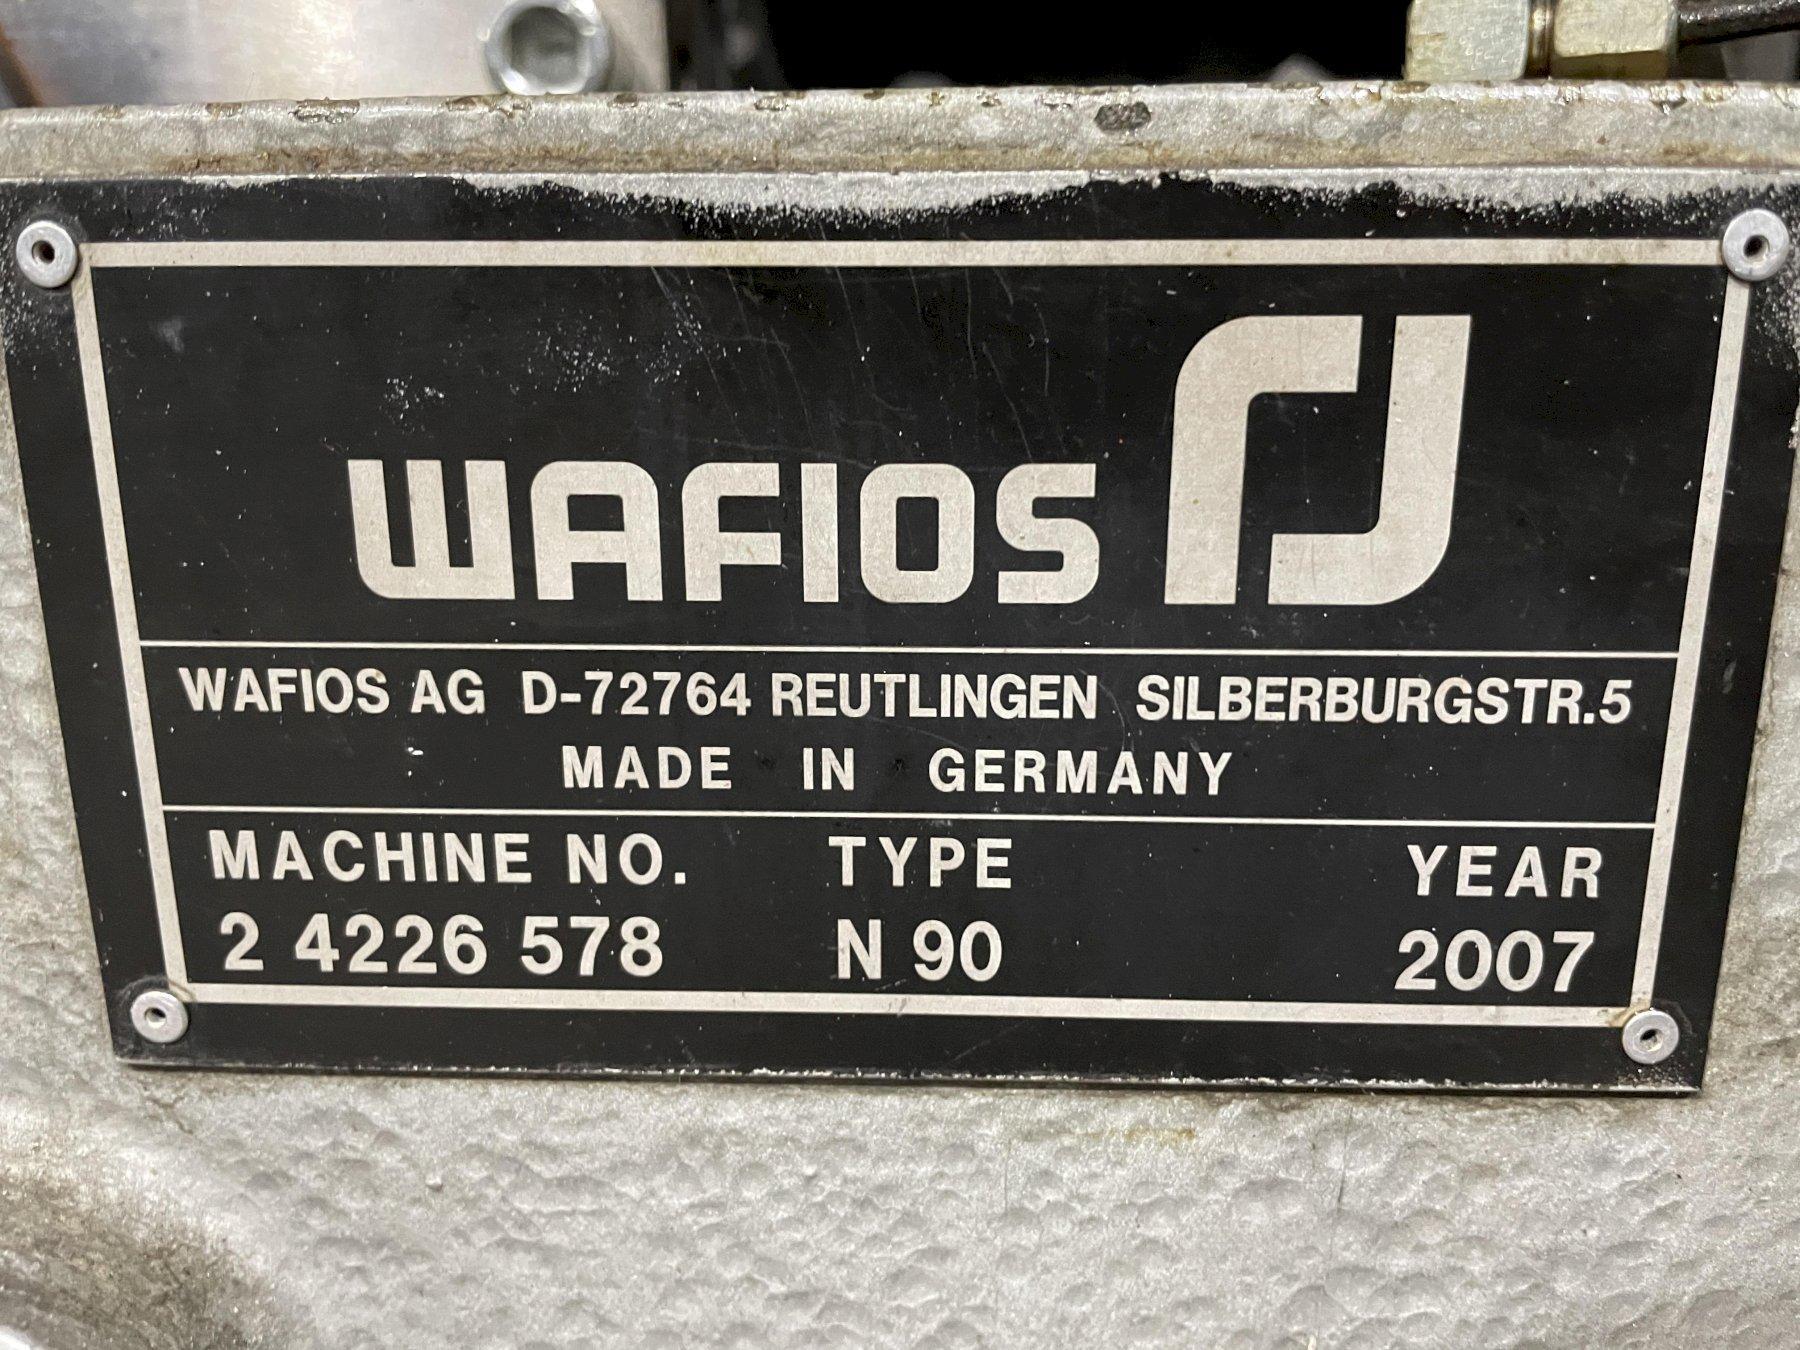 WAFIOS
WAFIOS AG D-72764 REUTLINGEN SILBERBURGSTR.5
MADE IN GERMANY
MACHINE NO. TYPE YEAR
2 4226 578 N 90 2007